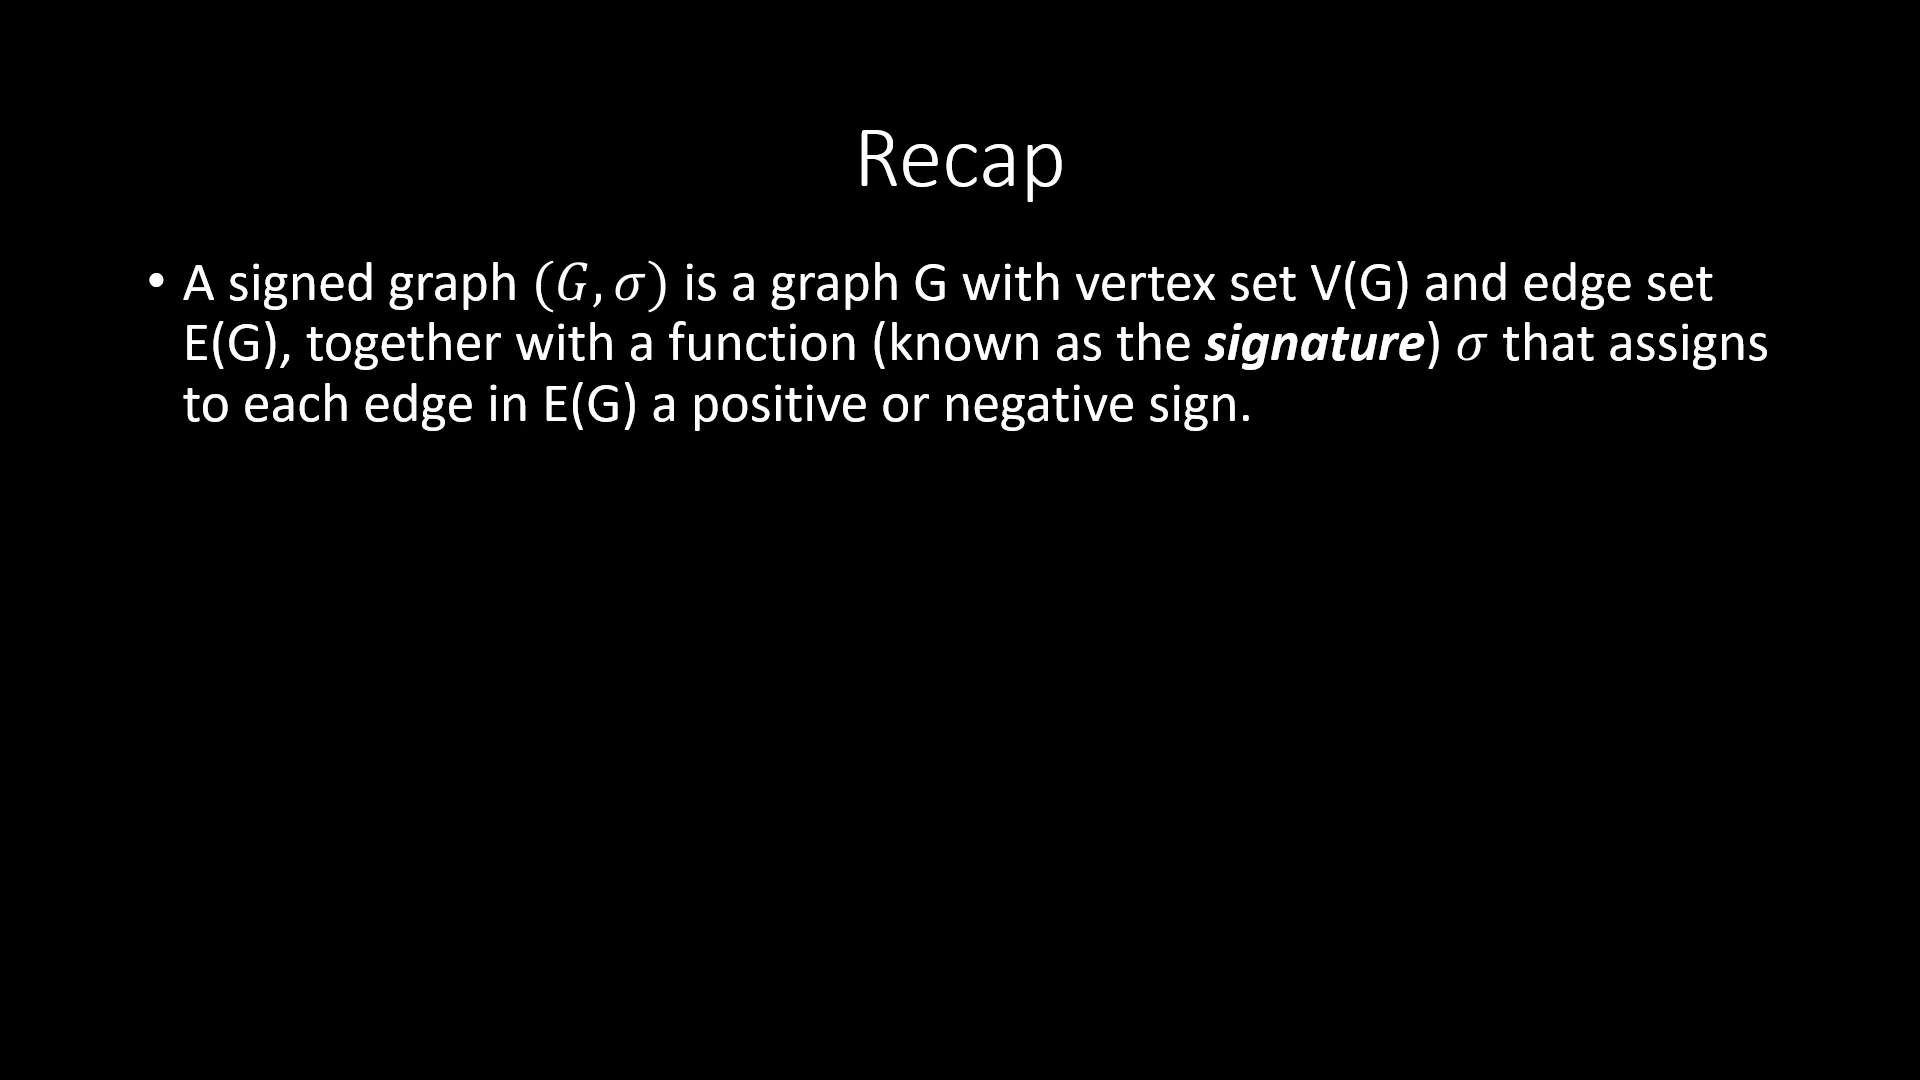 Recap
• A signed graph (𝐺, 𝜎) is a graph G with vertex set V(G) and edge set
E(G), together with a function (known as the signature) 𝜎 that assigns
to each edge in E(G) a positive or negative sign.